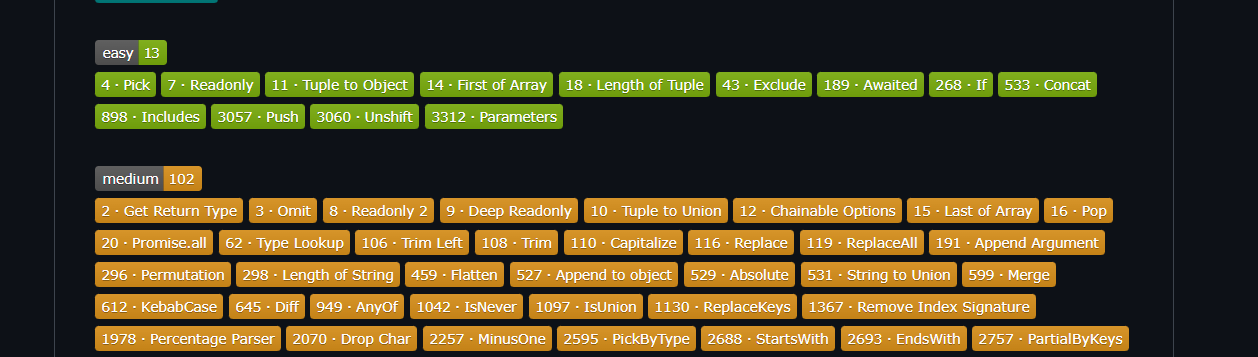 easy 13
4 · Pick 7 · Readonly 11 · Tuple to Object 14 · First of Array 18 · Length of Tuple 43 · Exclude 189 · Awaited 268 · If 533 · Concat
898 · Includes 3057 · Push 3060 · Unshift 3312 · Parameters
medium 102
2 · Get Return Type 3 · Omit 8 · Readonly 2 9 · Deep Readonly 10 · Tuple to Union 12 · Chainable Options 15 · Last of Array 16 · Pop
20 · Promise.all 62 · Type Lookup 106 · Trim Left 108 · Trim 110 · Capitalize 116 · Replace 119 · ReplaceAll 191 · Append Argument
296 · Permutation 298 · Length of String 459 · Flatten 527 · Append to object 529 · Absolute 531 · String to Union 599 · Merge
612 · KebabCase 645 · Diff 949 · AnyOf 1042 · IsNever 1097 · IsUnion 1130 · ReplaceKeys 1367 · Remove Index Signature
1978 · Percentage Parser 2070 · Drop Char 2257 · MinusOne 2595 · PickByType 2688 · StartsWith 2693 · EndsWith 2757 · PartialByKeys